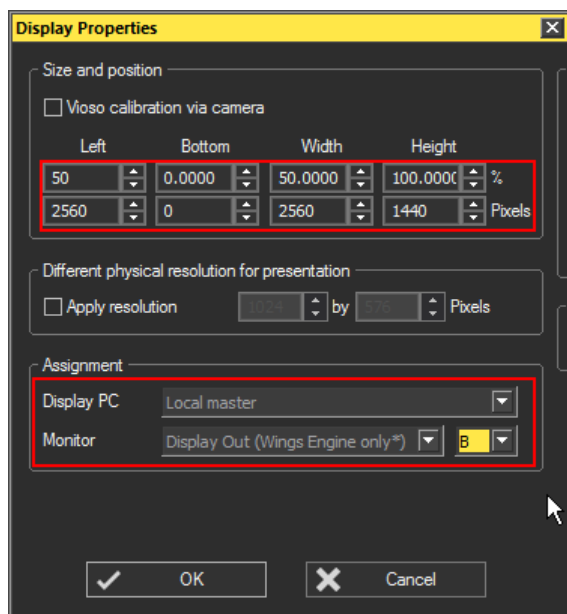 Display Properties
Size and position
Vioso calibration via camera
Left Bottom Width Height
50 0.0000 50.0000 100.0000 %
2560 0 2560 1440 Pixels
Different physical resolution for presentation
Apply resolution 1024 by 576 Pixels
Assignment
Display PC Local master
Monitor Display Out (Wings Engine only*) B
OK Cancel